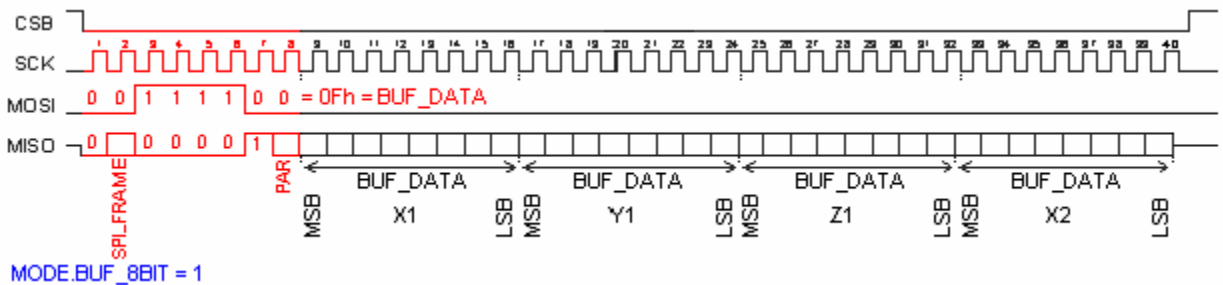 CSB
SCK 1 2 3 4 5 6 7 8 9 10 11 12 13 14 15 16 17 18 19 20 21 22 23 24 25 26 27 28 29 30 31 32 33 34 35 36 37 38 39 40
MOSI 0 0 1 1 1 1 0 0 = 0Fh = BUF_DATA
MISO 0 0 0 0 0 1
SPI_FRAME
PAR
BUF_DATA BUF_DATA BUF_DATA BUF_DATA
MSB X1 LSB MSB Y1 LSB MSB Z1 LSB MSB X2 LSB
MODE.BUF_8BIT = 1